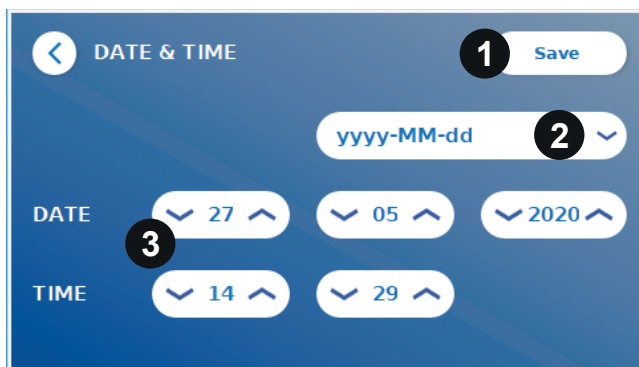 DATE & TIME 1 Save
yyyy-MM-dd 2
DATE 27 05 2020
3
TIME 14 29